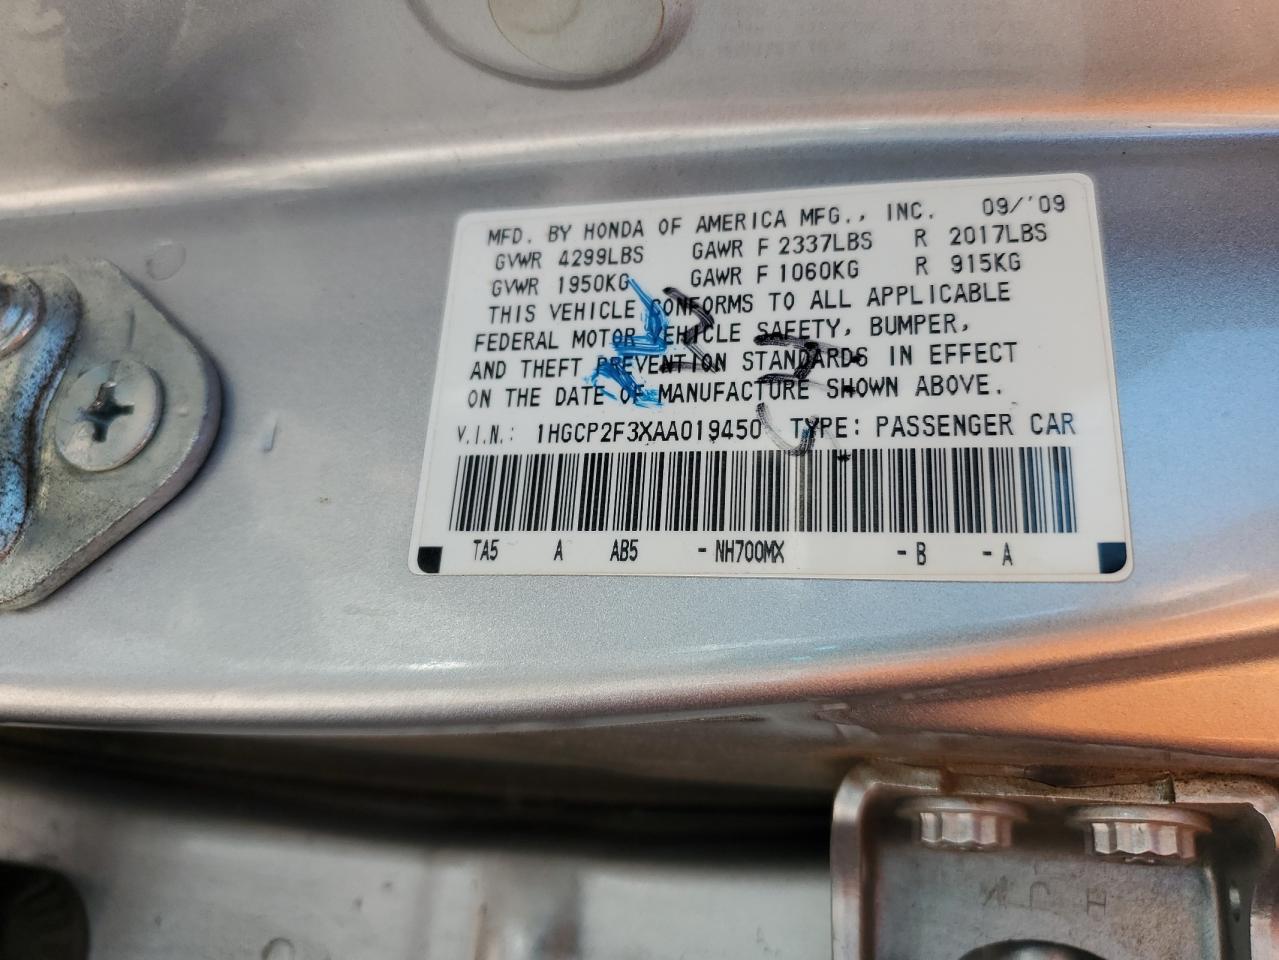 MFD. BY HONDA OF AMERICA MFG., INC. 09/'09
GVWR 4299LBS GAWR F 2337LBS R 2017LBS
GVWR 1950KG GAWR F 1060KG R 915KG
THIS VEHICLE CONFORMS TO ALL APPLICABLE
FEDERAL MOTOR VEHICLE SAFETY, BUMPER,
AND THEFT PREVENTION STANDARDS IN EFFECT
ON THE DATE OF MANUFACTURE SHOWN ABOVE.
V.I.N.: 1HGCP2F3XAA019450 TYPE: PASSENGER CAR
TA5 A AB5 -NH700MX -B -A